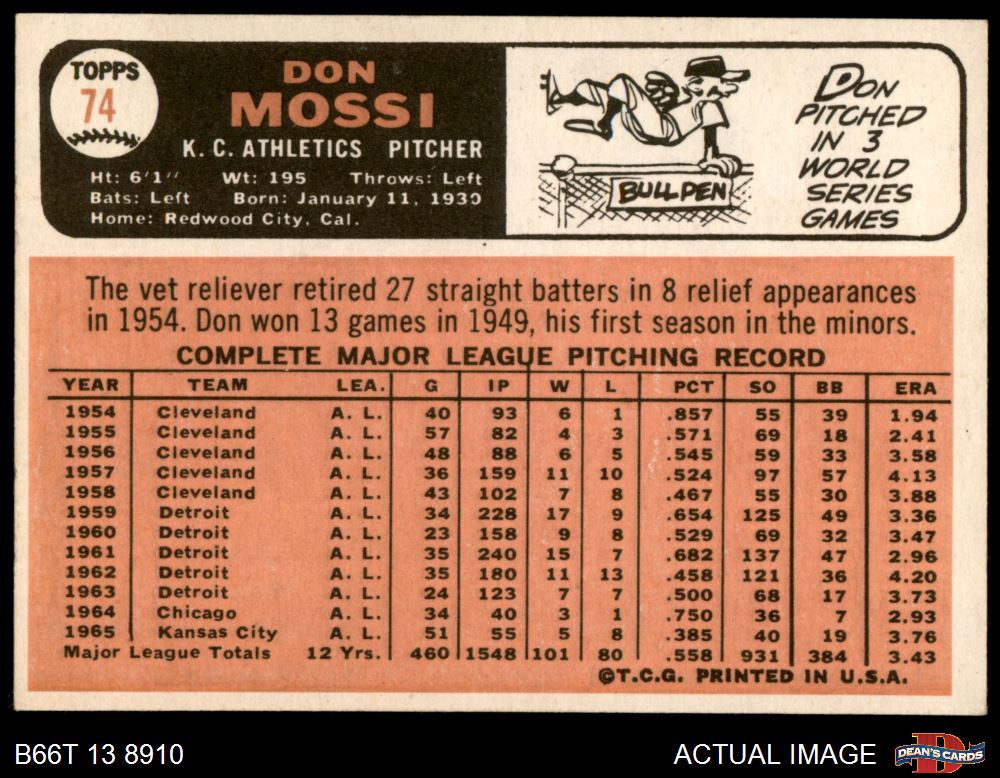 TOPPS
74
DON
MOSSI
K. C. ATHLETICS PITCHER
Ht: 6'1" Wt: 195 Throws: Left
Bats: Left Born: January 11, 1930
Home: Redwood City, Cal.
BULLPEN
DON
PITCHED
IN 3
WORLD
SERIES
GAMES
The vet reliever retired 27 straight batters in 8 relief appearances
in 1954. Don won 13 games in 1949, his first season in the minors.
COMPLETE MAJOR LEAGUE PITCHING RECORD
YEAR TEAM LEA. G IP W L PCT SO BB ERA
1954 Cleveland A. L. 40 93 6 1 .857 55 39 1.94
1955 Cleveland A. L. 57 82 4 3 .571 69 18 2.41
1956 Cleveland A. L. 48 88 6 5 .545 59 33 3.58
1957 Cleveland A. L. 36 159 11 10 .524 97 57 4.13
1958 Cleveland A. L. 43 102 7 8 .467 55 30 3.88
1959 Detroit A. L. 34 228 17 9 .654 125 49 3.36
1960 Detroit A. L. 23 158 9 8 .529 69 32 3.47
1961 Detroit A. L. 35 240 15 7 .682 137 47 2.96
1962 Detroit A. L. 35 180 11 13 .458 121 36 4.20
1963 Detroit A. L. 24 123 7 7 .500 68 17 3.73
1964 Chicago A. L. 34 40 3 1 .750 36 7 2.93
1965 Kansas City A. L. 51 55 5 8 .385 40 19 3.76
Major League Totals 12 Yrs. 460 1548 101 80 .558 931 384 3.43
©T.C.G. PRINTED IN U.S.A.
B66T 13 8910
ACTUAL IMAGE
DEAN'S CARDS